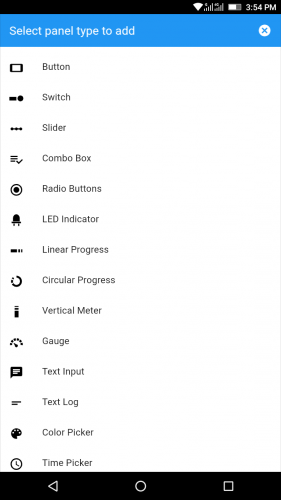 3:54 PM
Select panel type to add
Button
Switch
Slider
Combo Box
Radio Buttons
LED Indicator
Linear Progress
Circular Progress
Vertical Meter
Gauge
Text Input
Text Log
Color Picker
Time Picker